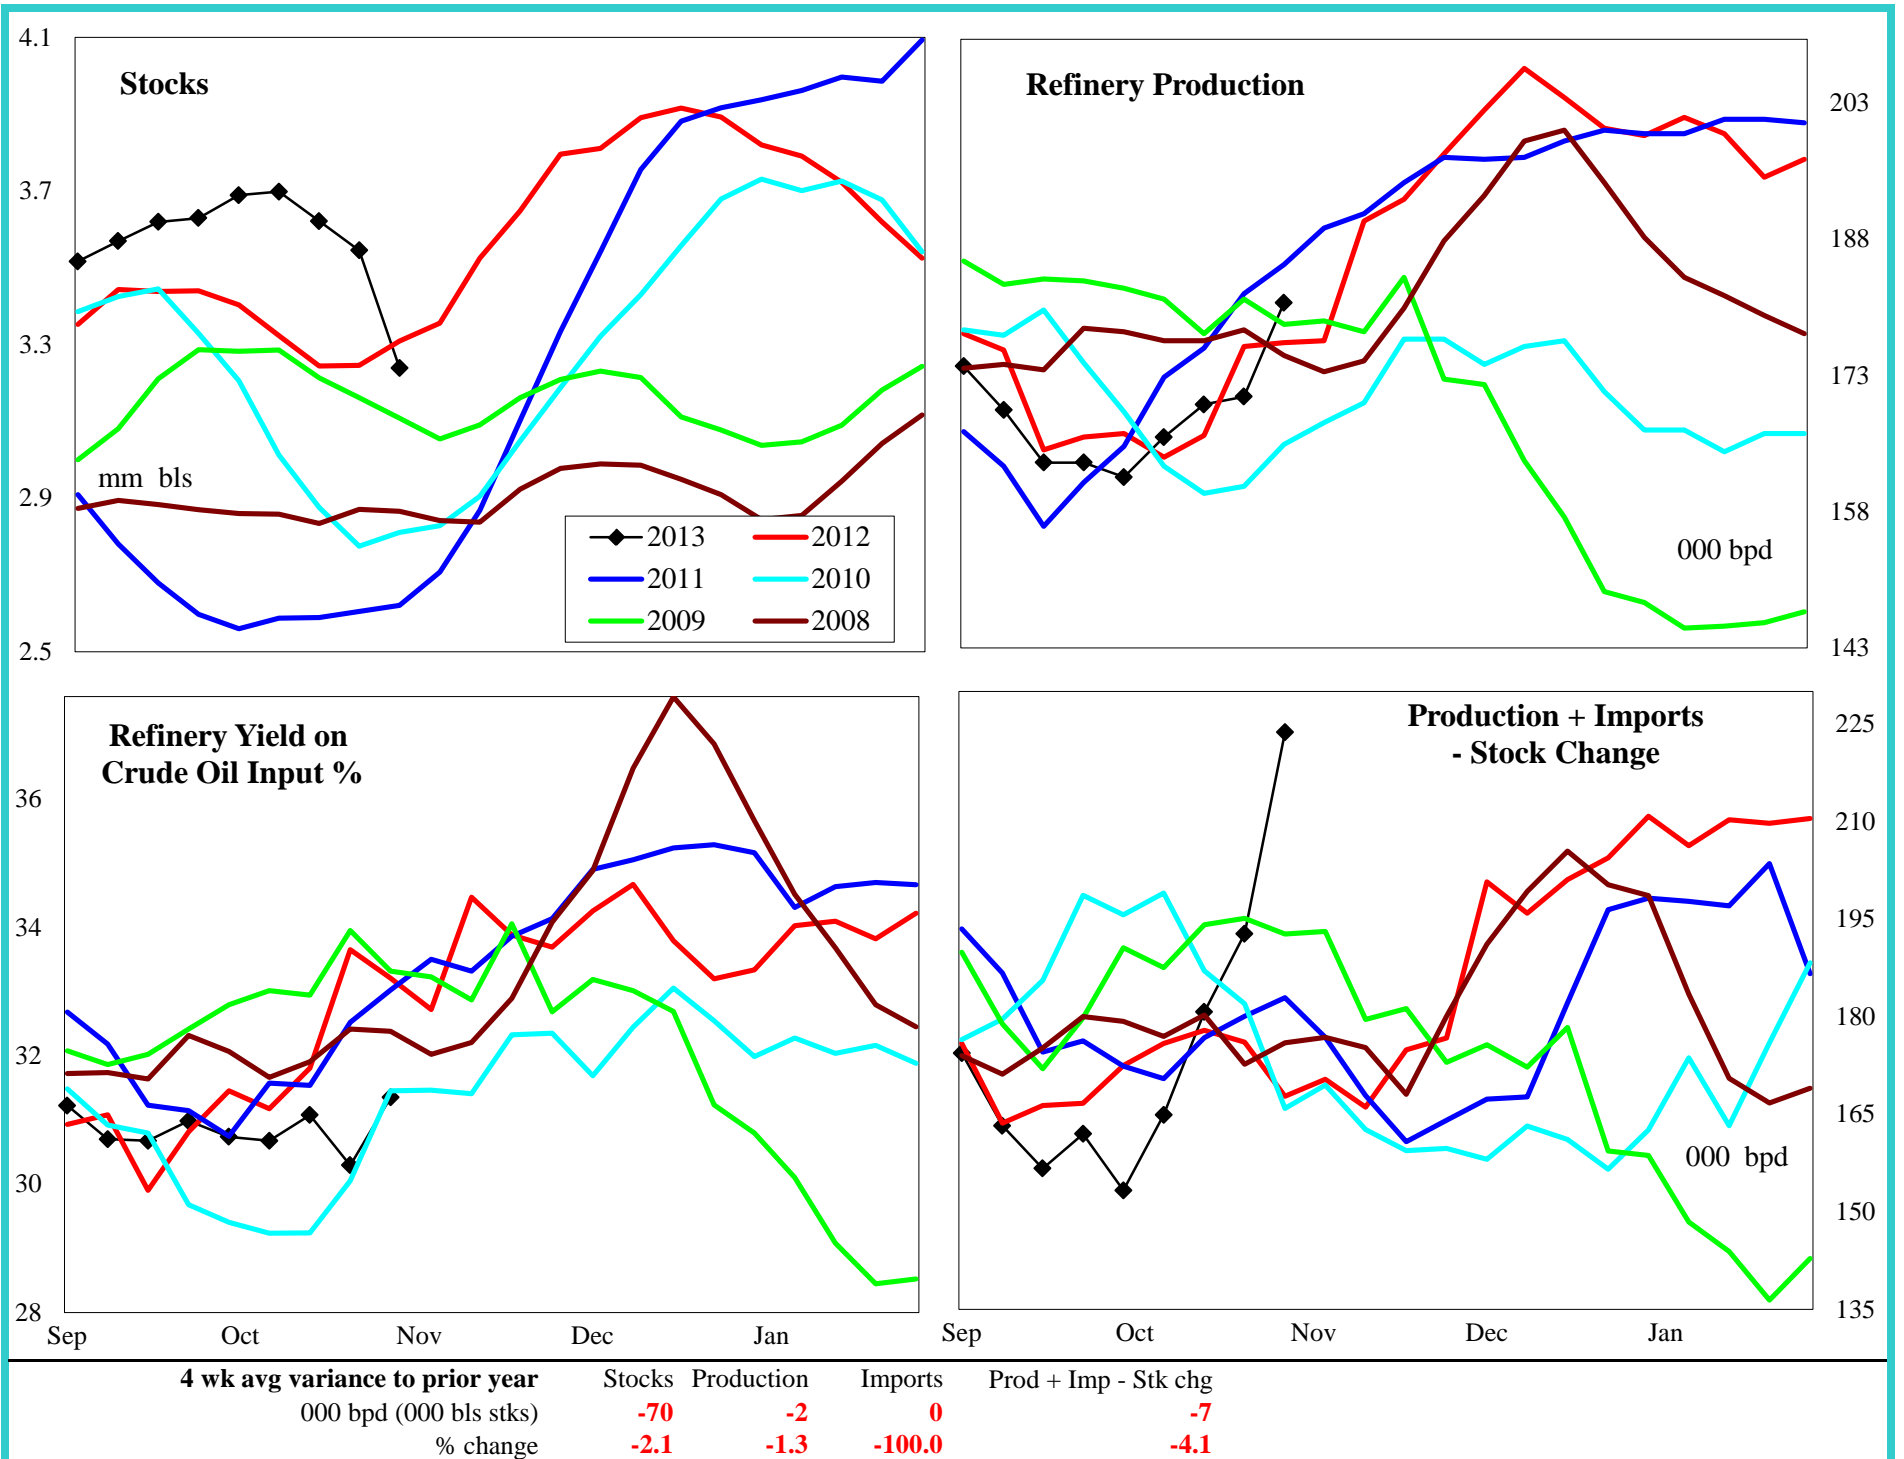 4.1
3.7
3.3
2.9
2.5
Stocks
mm bls
2013 2012
2011 2010
2009 2008
Refinery Production
000 bpd
203
188
173
158
143
Refinery Yield on
Crude Oil Input %
36
34
32
30
28
Sep Oct Nov Dec Jan
Production + Imports
- Stock Change
000 bpd
225
210
195
180
165
150
135
Sep Oct Nov Dec Jan
4 wk avg variance to prior year Stocks Production Imports Prod + Imp - Stk chg
000 bpd (000 bls stks) -70 -2 0 -7
% change -2.1 -1.3 -100.0 -4.1